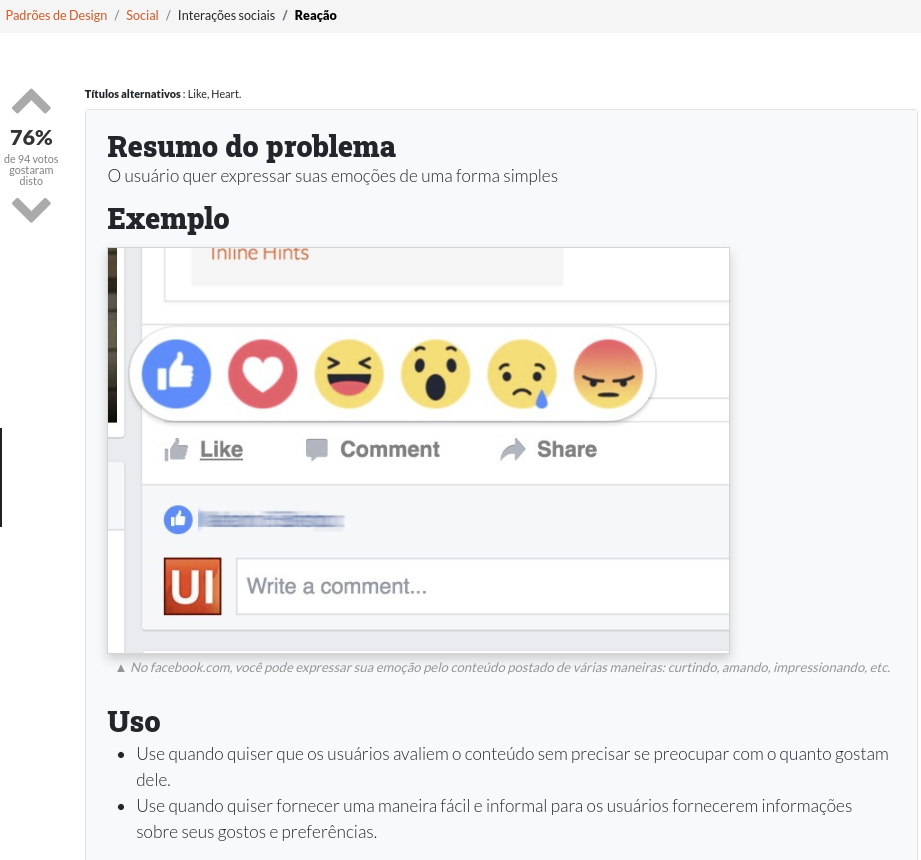 Padrões de Design / Social / Interações sociais / Reação
Títulos alternativos : Like, Heart.
76%
de 94 votos
gostaram
disto
Resumo do problema
O usuário quer expressar suas emoções de uma forma simples
Exemplo
Inline Hints
Like Comment Share
UI
Write a comment...
▲ No facebook.com, você pode expressar sua emoção pelo conteúdo postado de várias maneiras: curtindo, amando, impressionando, etc.
Uso
• Use quando quiser que os usuários avaliem o conteúdo sem precisar se preocupar com o quanto gostam
dele.
• Use quando quiser fornecer uma maneira fácil e informal para os usuários fornecerem informações
sobre seus gostos e preferências.